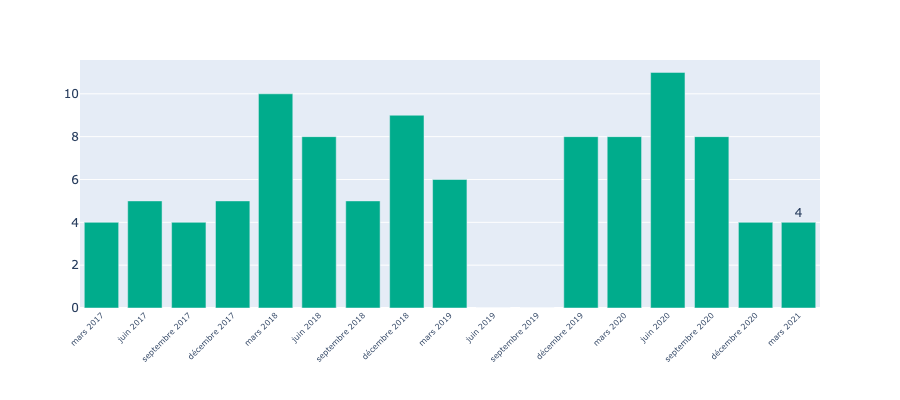 10
8
6
4
2
0
4
mars 2017
juin 2017
septembre 2017
décembre 2017
mars 2018
juin 2018
septembre 2018
décembre 2018
mars 2019
juin 2019
septembre 2019
décembre 2019
mars 2020
juin 2020
septembre 2020
décembre 2020
mars 2021